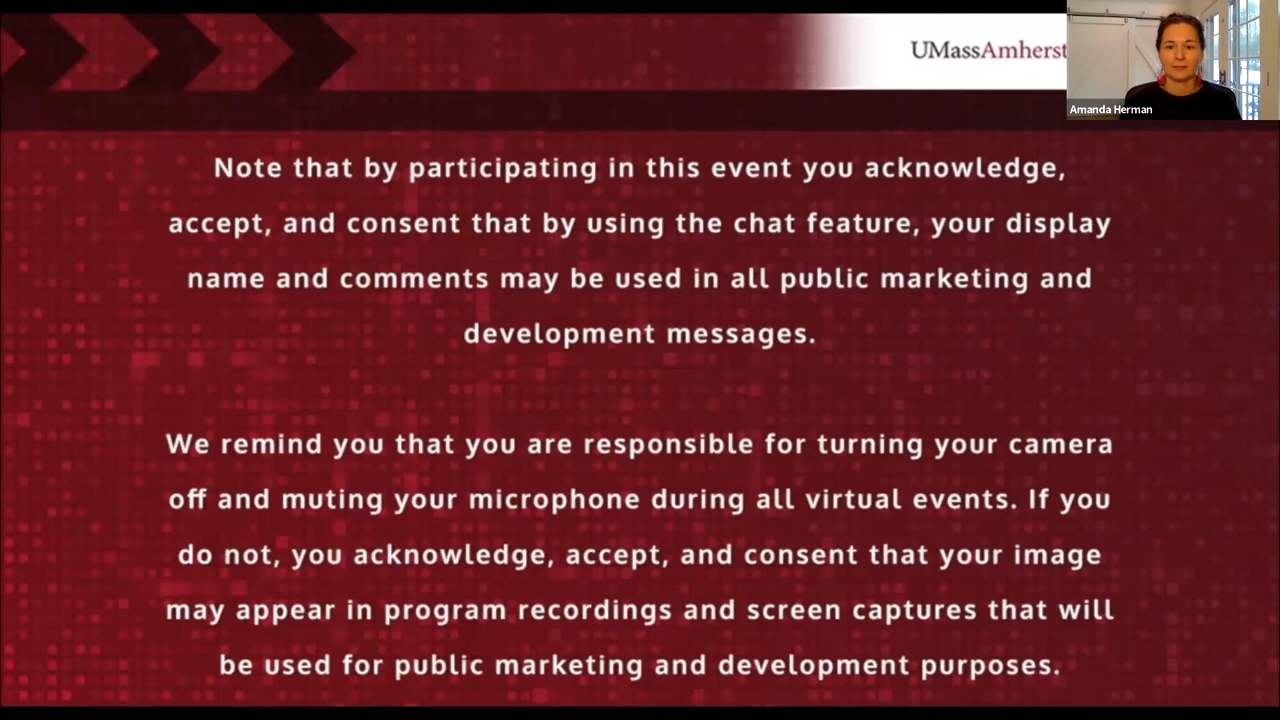 UMassAmherst
Amanda Herman
Note that by participating in this event you acknowledge,
accept, and consent that by using the chat feature, your display
name and comments may be used in all public marketing and
development messages.
We remind you that you are responsible for turning your camera
off and muting your microphone during all virtual events. If you
do not, you acknowledge, accept, and consent that your image
may appear in program recordings and screen captures that will
be used for public marketing and development purposes.